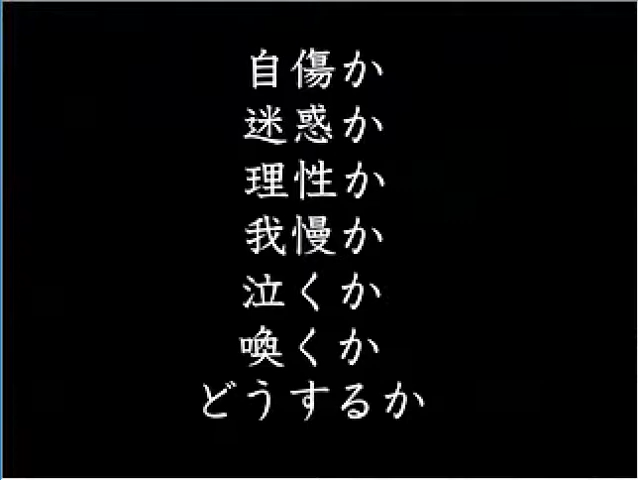 自傷か
迷惑か
理性か
我慢か
泣くか
喚くか
どうするか